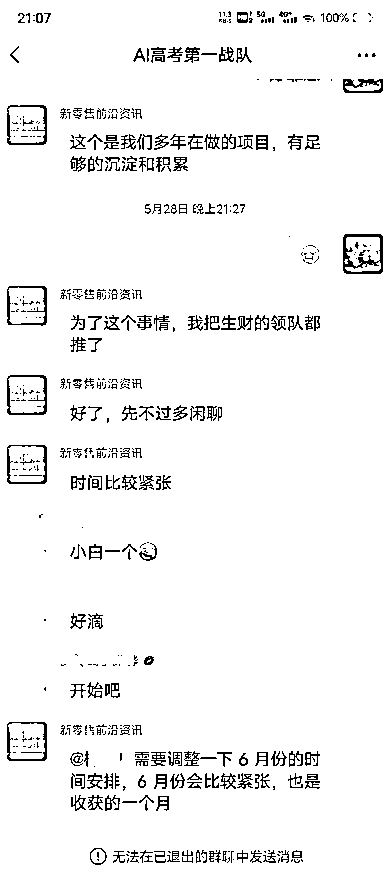 21:07
5G 4G 100%
AI高考第一战队
新零售前沿资讯
这个是我们多年在做的项目，有足
够的沉淀和积累
5月28日 晚上21:27
新零售前沿资讯
为了这个事情，我把生财的领队都
推了
新零售前沿资讯
好了，先不过多闲聊
新零售前沿资讯
时间比较紧张
小白一个
好滴
开始吧
新零售前沿资讯
需要调整一下 6 月份的时
间安排，6 月份会比较紧张，也是
收获的一个月
无法在已退出的群聊中发送消息